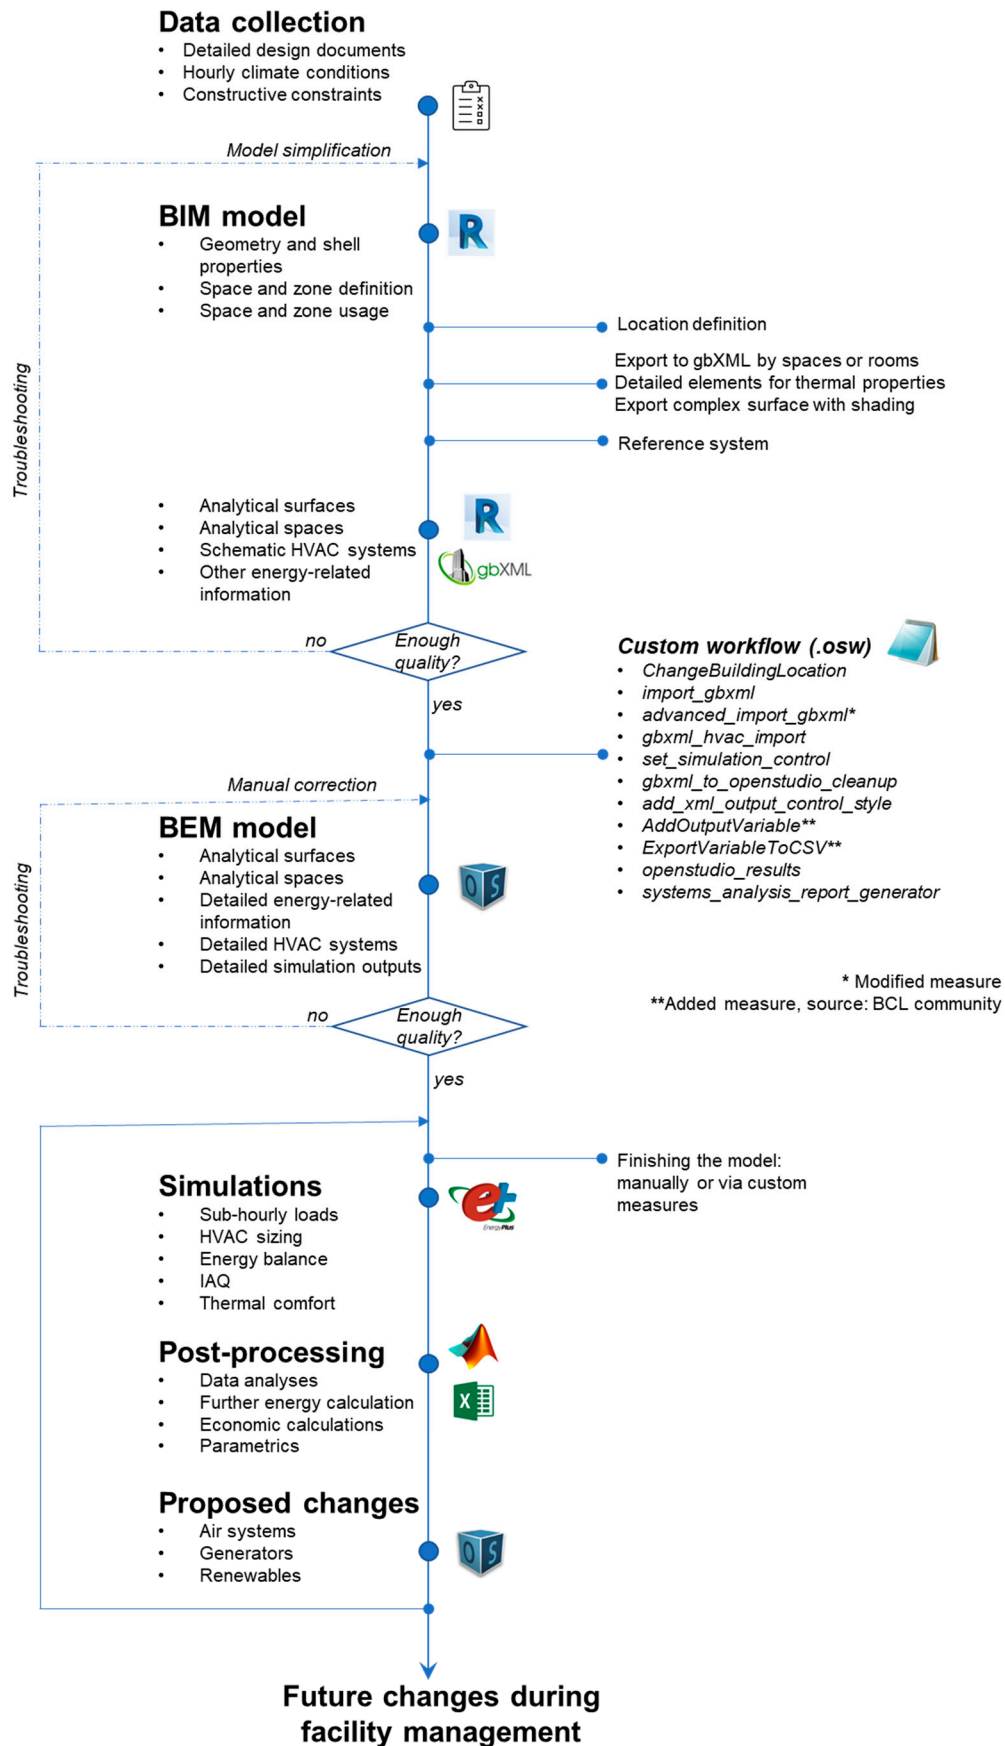 Data collection
• Detailed design documents
• Hourly climate conditions
• Constructive constraints
Model simplification
BIM model
• Geometry and shell
properties
• Space and zone definition
• Space and zone usage
R
Location definition
Export to gbXML by spaces or rooms
Detailed elements for thermal properties
Export complex surface with shading
Reference system
Troubleshooting
• Analytical surfaces
• Analytical spaces
• Schematic HVAC systems
• Other energy-related
information
R
gbXML
no
Enough
quality?
yes
Custom workflow (.osw)
• ChangeBuildingLocation
• import_gbxml
• advanced_import_gbxml*
• gbxml_hvac_import
• set_simulation_control
• gbxml_to_openstudio_cleanup
• add_xml_output_control_style
• AddOutputVariable**
• ExportVariableToCSV**
• openstudio_results
• systems_analysis_report_generator
* Modified measure
**Added measure, source: BCL community
Manual correction
BEM model
• Analytical surfaces
• Analytical spaces
• Detailed energy-related
information
• Detailed HVAC systems
• Detailed simulation outputs
OS
Troubleshooting
no
Enough
quality?
yes
Finishing the model:
manually or via custom
measures
Simulations
• Sub-hourly loads
• HVAC sizing
• Energy balance
• IAQ
• Thermal comfort
e+
EnergyPlus
Post-processing
• Data analyses
• Further energy calculation
• Economic calculations
• Parametrics
X
Proposed changes
• Air systems
• Generators
• Renewables
OS
Future changes during
facility management